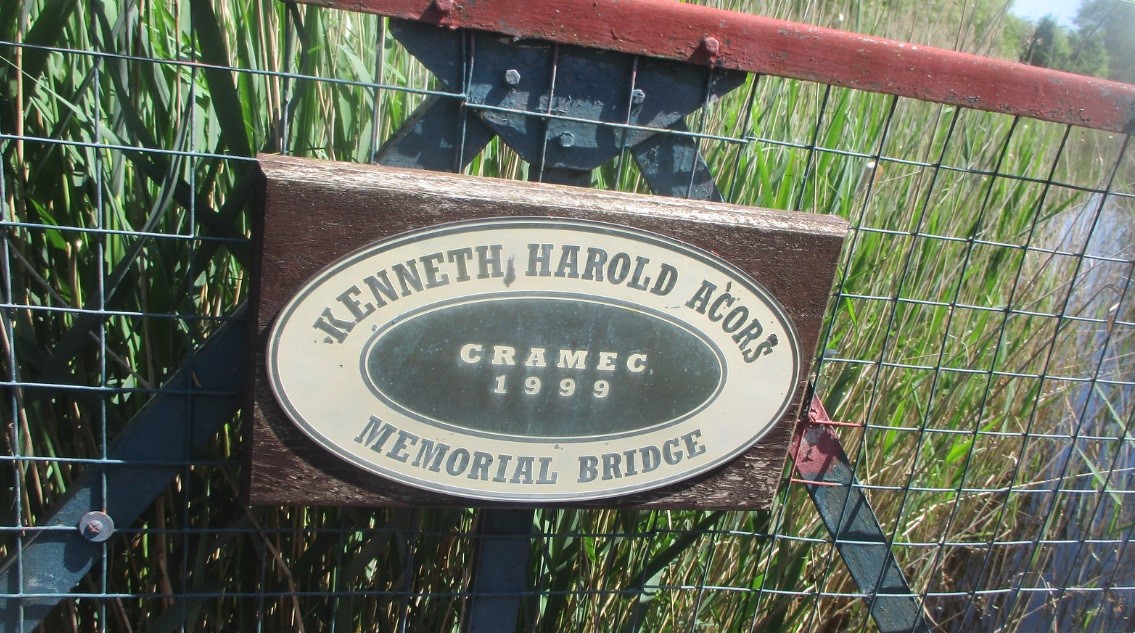 KENNETH HAROLD ACORS
CRAMEC
1999
MEMORIAL BRIDGE